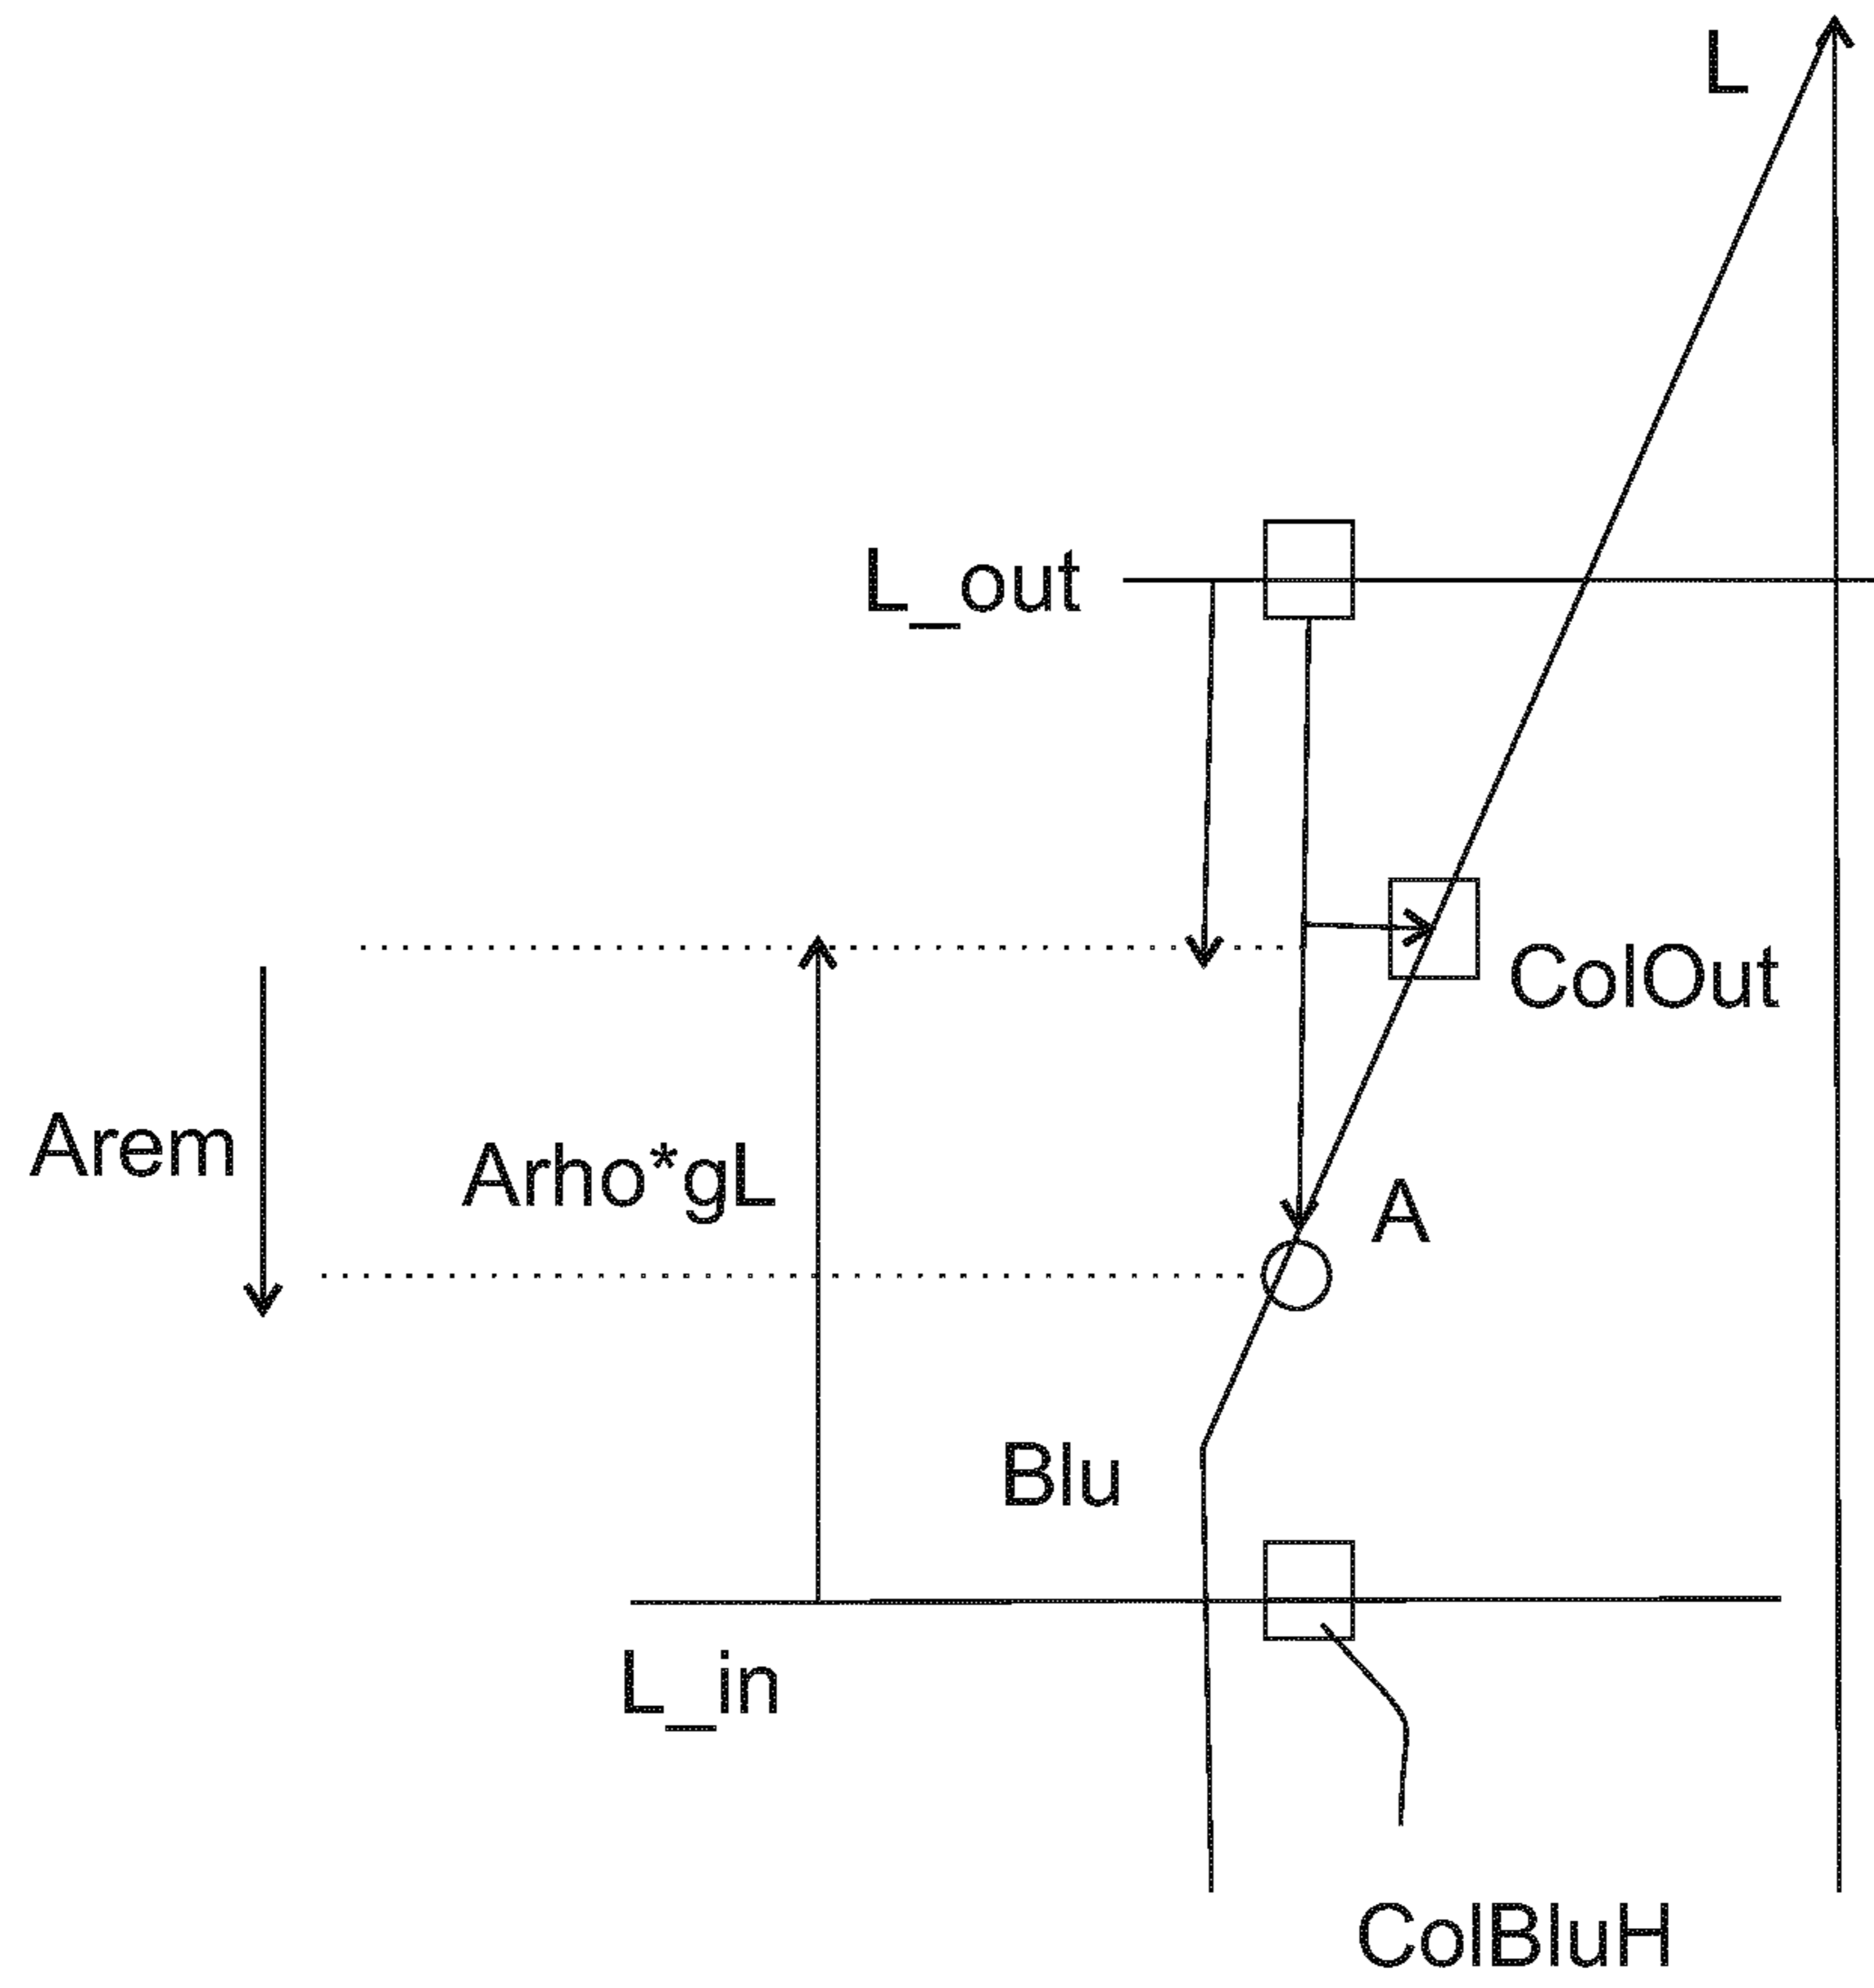 L
L_out
ColOut
Arem
Arho*gL
A
Blu
L_in
ColBluH